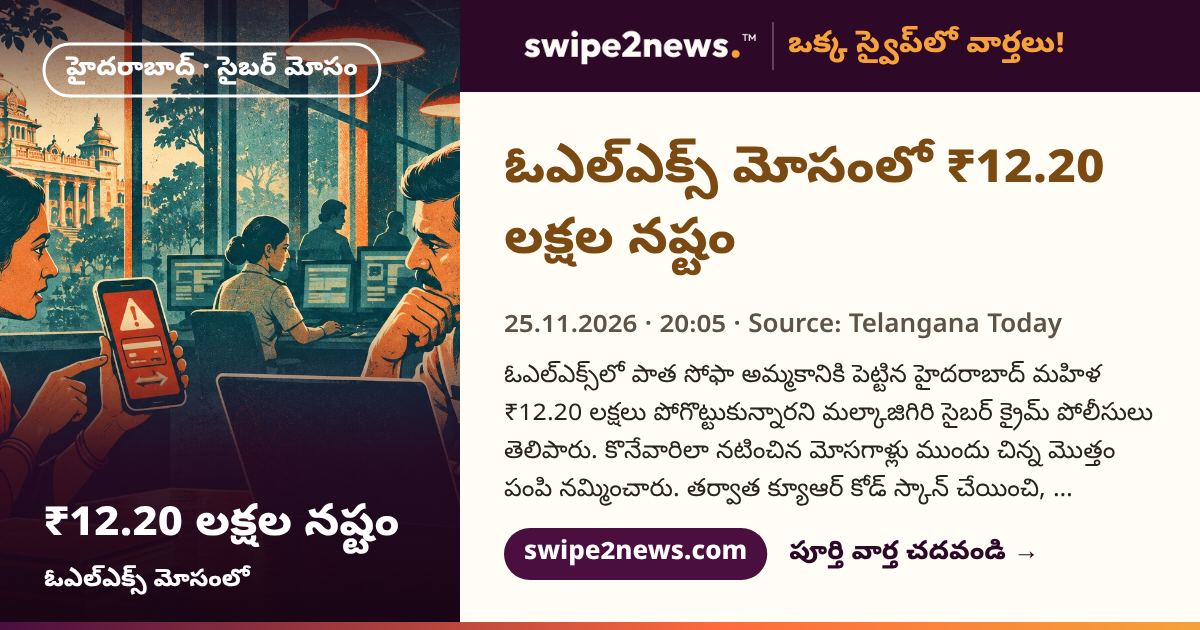 హైదరాబాద్ · సైబర్ మోసం
₹12.20 లక్షల నష్టం
ఓఎల్ఎక్స్ మోసంలో
swipe2news.™ | ఒక్క స్వైప్‌లో వార్తలు!
ఓఎల్ఎక్స్ మోసంలో ₹12.20
లక్షల నష్టం
25.11.2026 · 20:05 · Source: Telangana Today
ఓఎల్ఎక్స్‌లో పాత సోఫా అమ్మకానికి పెట్టిన హైదరాబాద్ మహిళ
₹12.20 లక్షలు పోగొట్టుకున్నారని మల్కాజిగిరి సైబర్ క్రైమ్ పోలీసులు
తెలిపారు. కొనేవారిలా నటించిన మోసగాళ్లు ముందు చిన్న మొత్తం
పంపి నమ్మించారు. తర్వాత క్యూఆర్ కోడ్ స్కాన్ చేయించి, ...
swipe2news.com పూర్తి వార్త చదవండి →